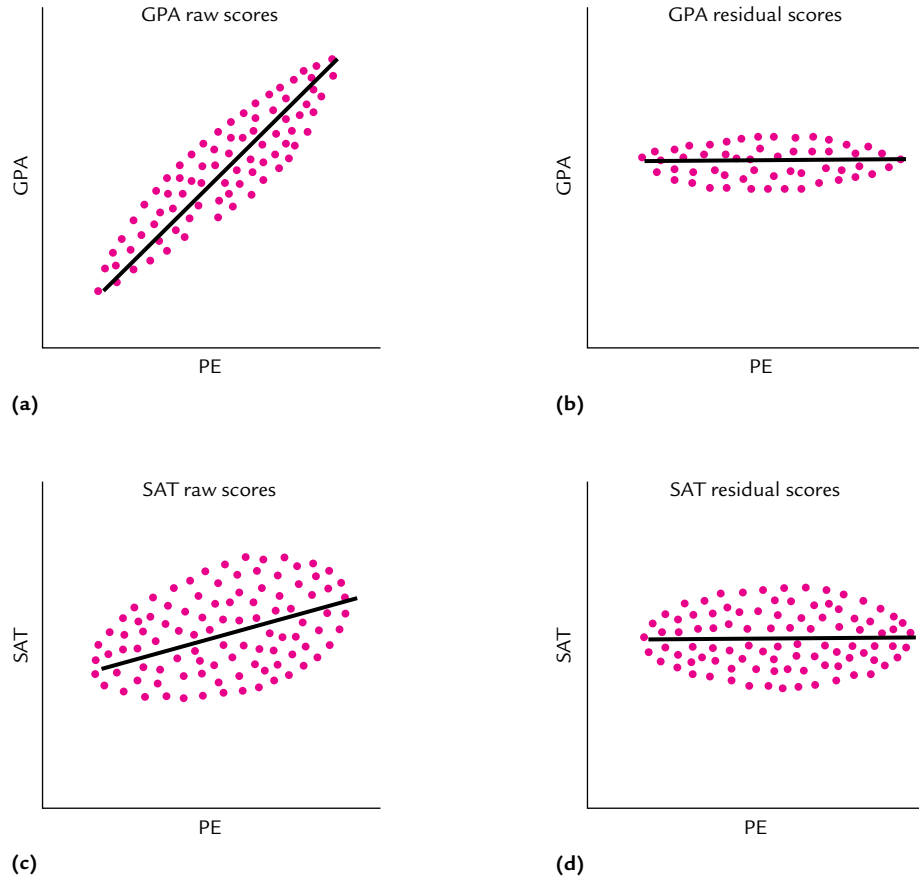 GPA raw scores
GPA
PE
(a)
GPA residual scores
GPA
PE
(b)
SAT raw scores
SAT
PE
(c)
SAT residual scores
SAT
PE
(d)